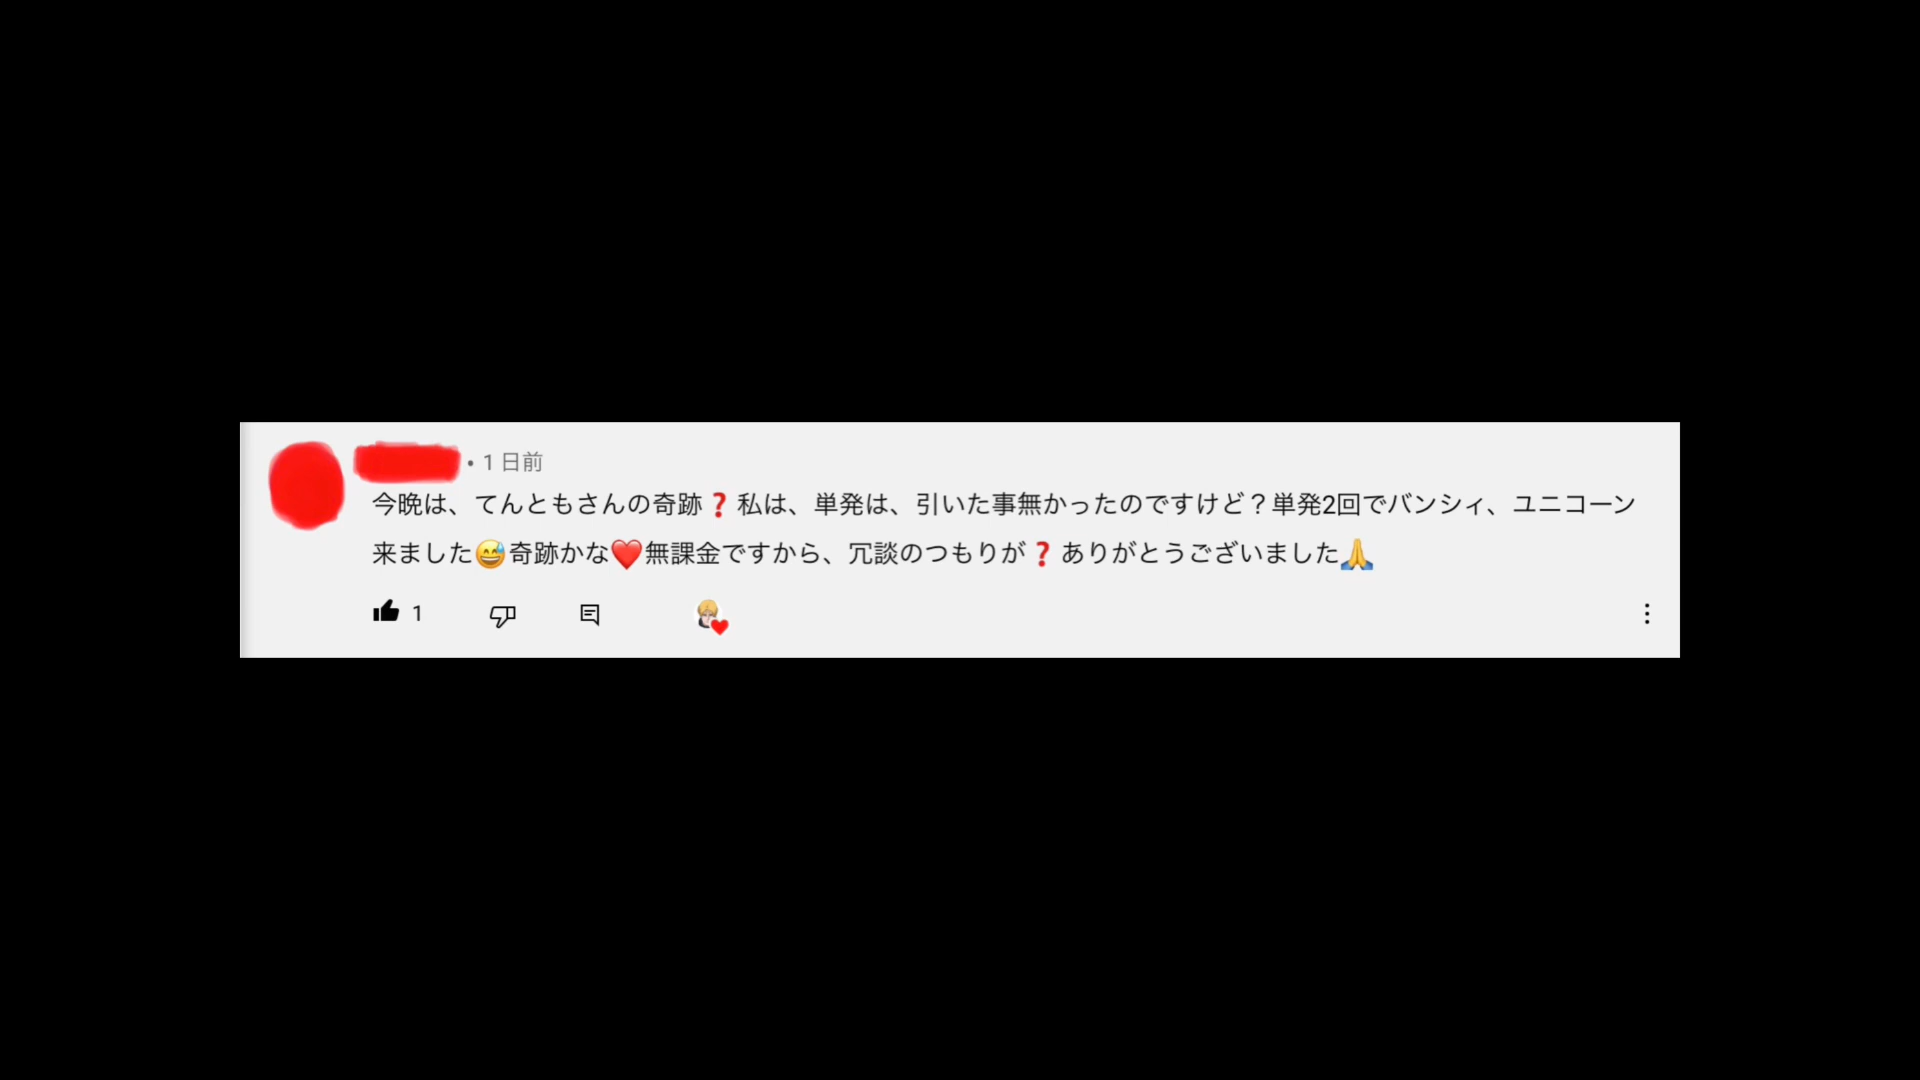 • 1 日前
今晩は、てんともさんの奇跡❓私は、単発は、引いた事無かったのですけど？単発2回でバンシィ、ユニコーン
来ました😅奇跡かな❤️無課金ですから、冗談のつもりが❓ありがとうございました🙏
1